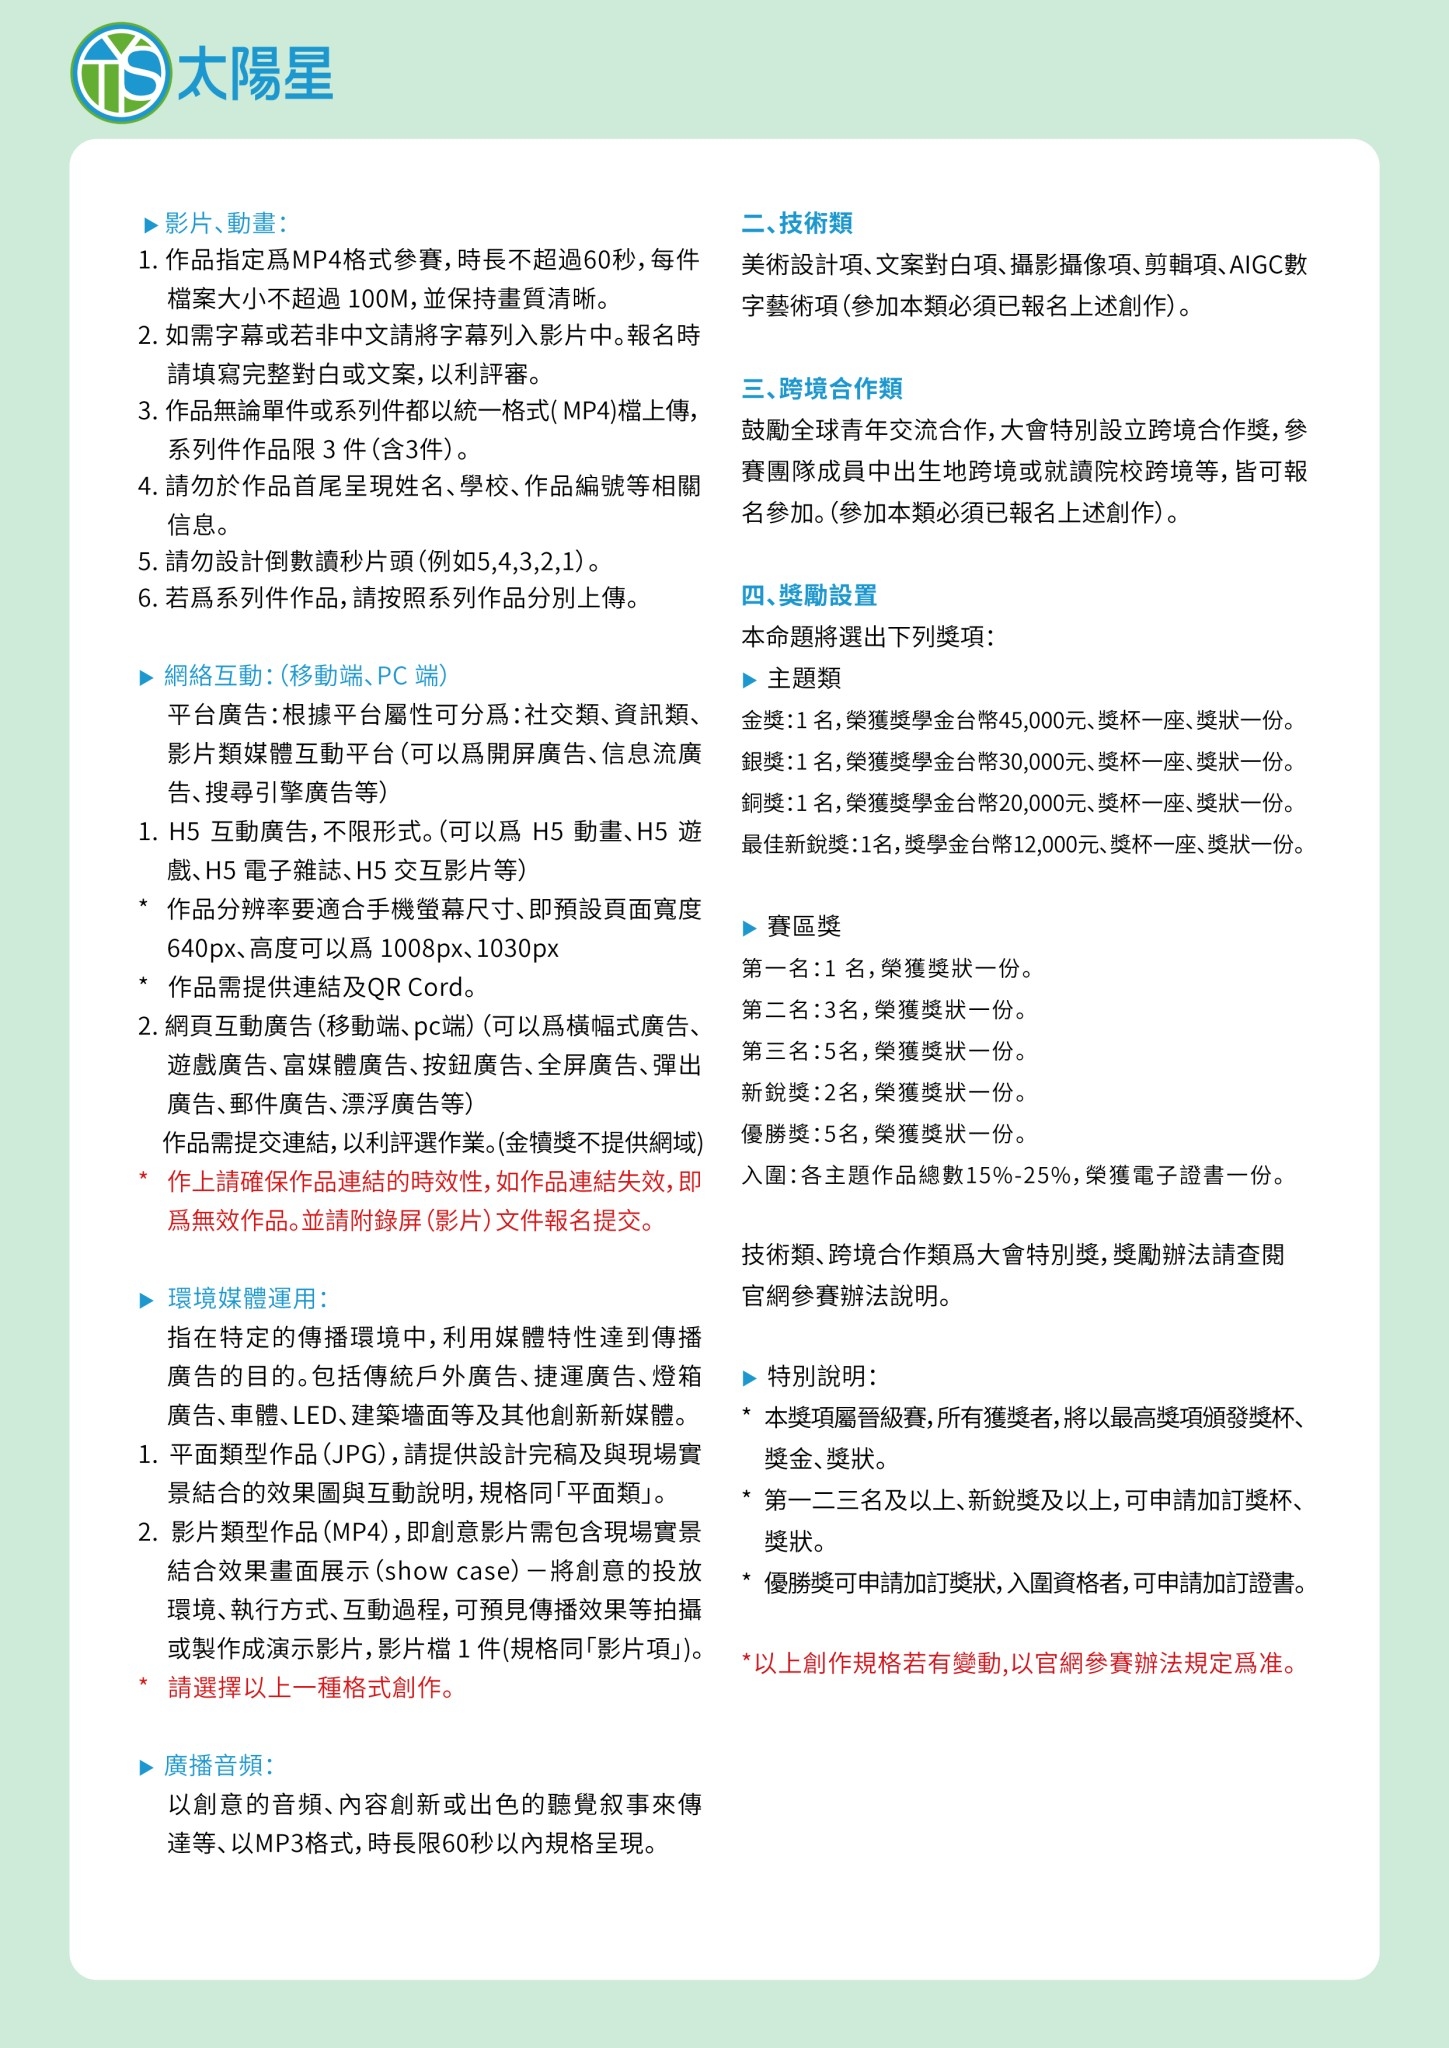 YTS太陽星
▶影片、動畫：
1. 作品指定爲MP4格式參賽，時長不超過60秒，每件
檔案大小不超過 100M，並保持畫質清晰。
2. 如需字幕或若非中文請將字幕列入影片中。報名時
請填寫完整對白或文案，以利評審。
3. 作品無論單件或系列件都以統一格式( MP4)檔上傳，
系列件作品限 3 件（含3件）。
4. 請勿於作品首尾呈現姓名、學校、作品編號等相關
信息。
5. 請勿設計倒數讀秒片頭（例如5,4,3,2,1）。
6. 若爲系列件作品，請按照系列作品分別上傳。
▶ 網絡互動：（移動端、PC 端）
平台廣告：根據平台屬性可分爲：社交類、資訊類、
影片類媒體互動平台（可以爲開屏廣告、信息流廣
告、搜尋引擎廣告等）
1. H5 互動廣告，不限形式。（可以爲 H5 動畫、H5 遊
戲、H5 電子雜誌、H5 交互影片等）
* 作品分辨率要適合手機螢幕尺寸、即預設頁面寬度
640px、高度可以爲 1008px、1030px
* 作品需提供連結及QR Cord。
2. 網頁互動廣告（移動端、pc端）（可以爲橫幅式廣告、
遊戲廣告、富媒體廣告、按鈕廣告、全屏廣告、彈出
廣告、郵件廣告、漂浮廣告等）
作品需提交連結，以利評選作業。(金犢獎不提供網域)
* 作上請確保作品連結的時效性，如作品連結失效，即
爲無效作品。並請附錄屏（影片）文件報名提交。
▶ 環境媒體運用：
指在特定的傳播環境中，利用媒體特性達到傳播
廣告的目的。包括傳統戶外廣告、捷運廣告、燈箱
廣告、車體、LED、建築墻面等及其他創新新媒體。
1. 平面類型作品（JPG），請提供設計完稿及與現場實
景結合的效果圖與互動說明，規格同「平面類」。
2. 影片類型作品（MP4），即創意影片需包含現場實景
結合效果畫面展示（show case）－將創意的投放
環境、執行方式、互動過程，可預見傳播效果等拍攝
或製作成演示影片，影片檔 1 件(規格同「影片項」)。
* 請選擇以上一種格式創作。
▶ 廣播音頻：
以創意的音頻、內容創新或出色的聽覺叙事來傳
達等、以MP3格式，時長限60秒以內規格呈現。
二、技術類
美術設計項、文案對白項、攝影攝像項、剪輯項、AIGC數
字藝術項（參加本類必須已報名上述創作）。
三、跨境合作類
鼓勵全球青年交流合作，大會特別設立跨境合作獎，參
賽團隊成員中出生地跨境或就讀院校跨境等，皆可報
名參加。（參加本類必須已報名上述創作）。
四、獎勵設置
本命題將選出下列獎項：
▶ 主題類
金獎：1 名，榮獲獎學金台幣45,000元、獎杯一座、獎狀一份。
銀獎：1 名，榮獲獎學金台幣30,000元、獎杯一座、獎狀一份。
銅獎：1 名，榮獲獎學金台幣20,000元、獎杯一座、獎狀一份。
最佳新銳獎：1名，獎學金台幣12,000元、獎杯一座、獎狀一份。
▶ 賽區獎
第一名：1 名，榮獲獎狀一份。
第二名：3名，榮獲獎狀一份。
第三名：5名，榮獲獎狀一份。
新銳獎：2名，榮獲獎狀一份。
優勝獎：5名，榮獲獎狀一份。
入圍：各主題作品總數15%-25%，榮獲電子證書一份。
技術類、跨境合作類爲大會特別獎，獎勵辦法請查閱
官網參賽辦法說明。
▶ 特別說明：
* 本獎項屬晉級賽，所有獲獎者，將以最高獎項頒發獎杯、
獎金、獎狀。
* 第一二三名及以上、新銳獎及以上，可申請加訂獎杯、
獎狀。
* 優勝獎可申請加訂獎狀，入圍資格者，可申請加訂證書。
*以上創作規格若有變動,以官網參賽辦法規定爲准。